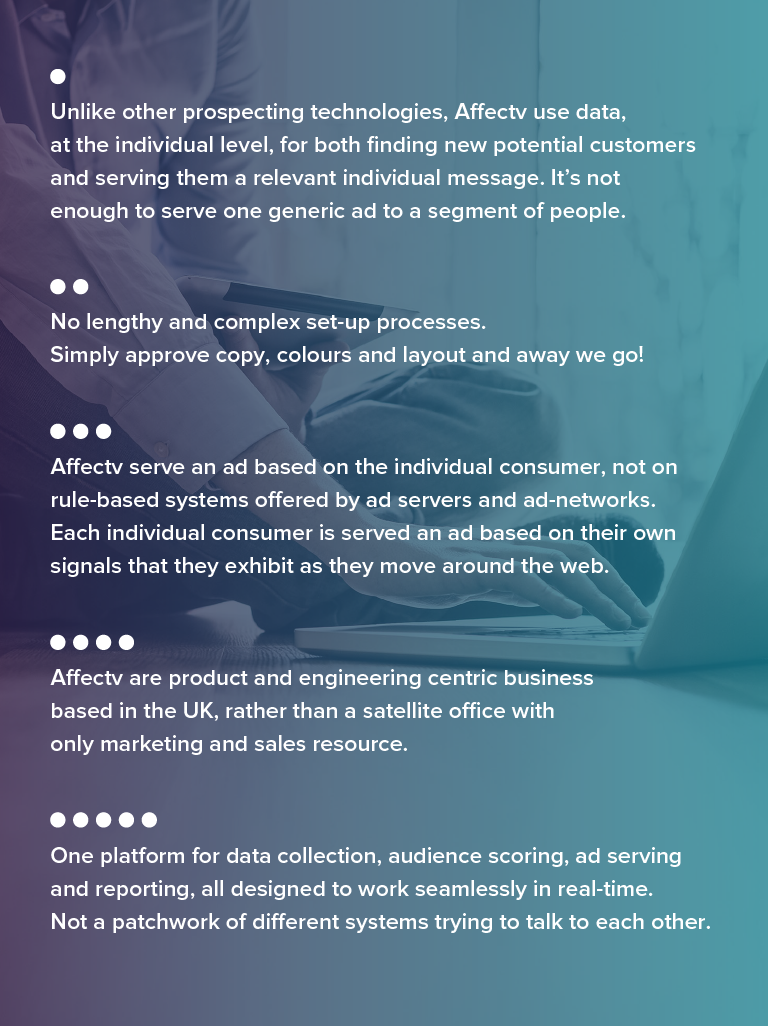 Unlike other prospecting technologies, Affectv use data,
at the individual level, for both finding new potential customers
and serving them a relevant individual message. It’s not
enough to serve one generic ad to a segment of people.
No lengthy and complex set-up processes.
Simply approve copy, colours and layout and away we go!
Affectv serve an ad based on the individual consumer, not on
rule-based systems offered by ad servers and ad-networks.
Each individual consumer is served an ad based on their own
signals that they exhibit as they move around the web.
Affectv are product and engineering centric business
based in the UK, rather than a satellite office with
only marketing and sales resource.
One platform for data collection, audience scoring, ad serving
and reporting, all designed to work seamlessly in real-time.
Not a patchwork of different systems trying to talk to each other.